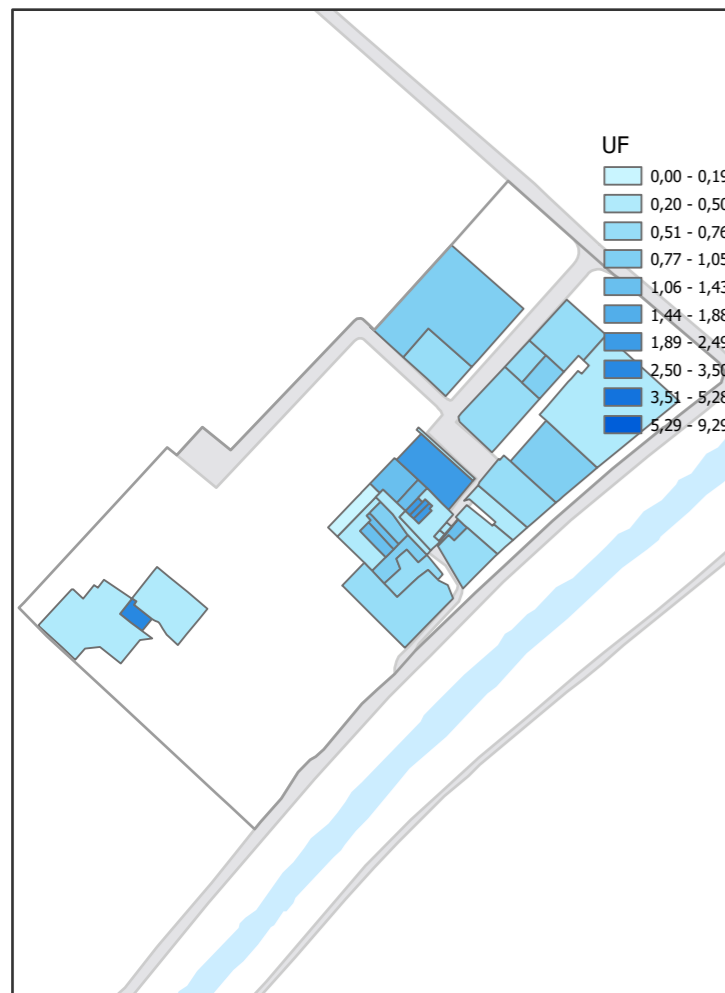 UF
0,00 - 0,19
0,20 - 0,50
0,51 - 0,76
0,77 - 1,05
1,06 - 1,43
1,44 - 1,88
1,89 - 2,49
2,50 - 3,50
3,51 - 5,28
5,29 - 9,29